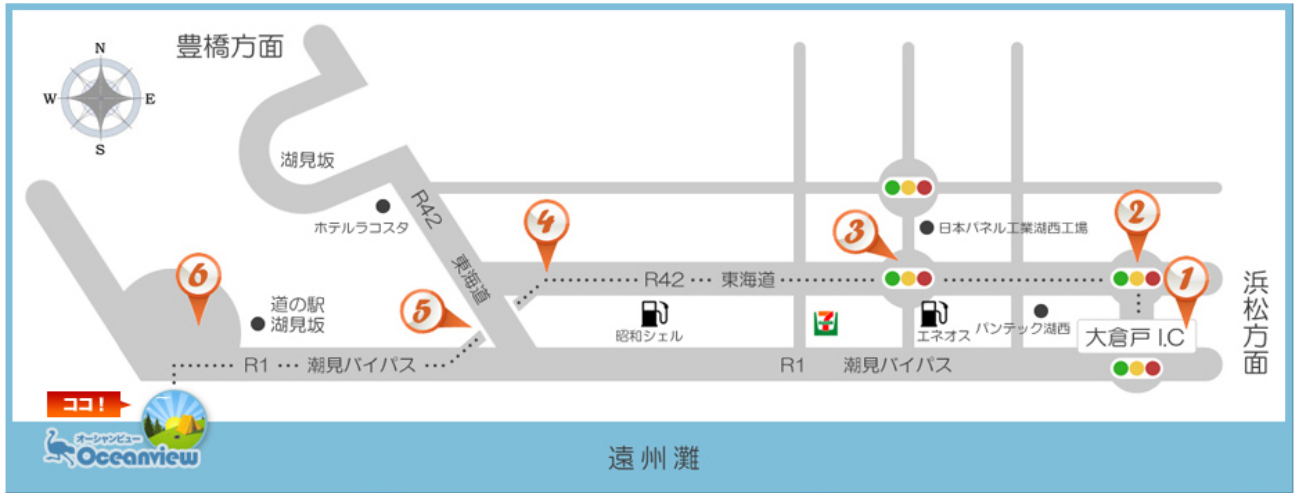 N
W
E
S
豊橋方面
湖見坂
ホテルラコスタ
R42
東海道
4
3
日本パネル工業湖西工場
2
1
6
道の駅
湖見坂
5
R42
東海道
浜松方面
昭和シェル
7
エネオス
バンテック湖西
大倉戸 I.C
R1
潮見バイパス
R1
潮見バイパス
ココ!
オーシャンビュー
Oceanview
遠州灘